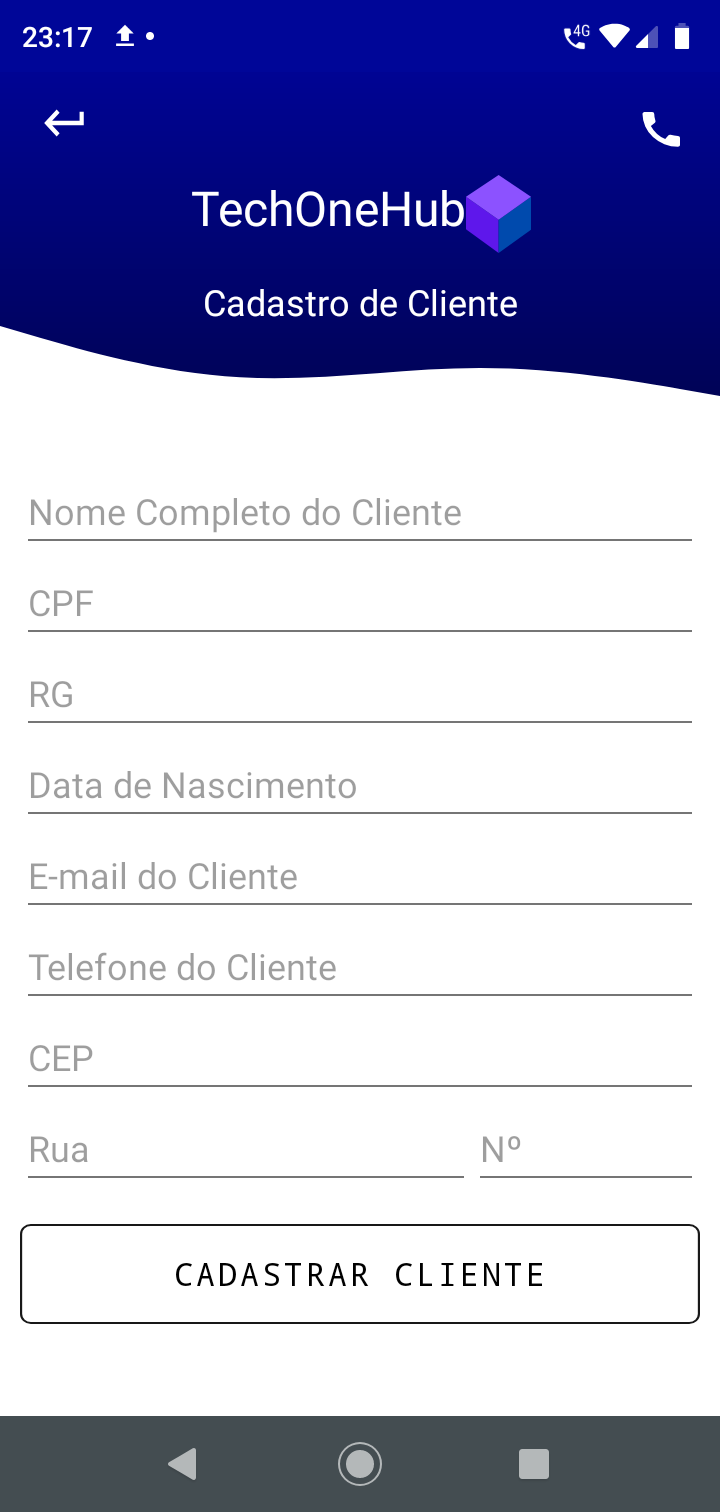 23:17
4G
TechOneHub
Cadastro de Cliente
Nome Completo do Cliente
CPF
RG
Data de Nascimento
E-mail do Cliente
Telefone do Cliente
CEP
Rua Nº
CADASTRAR CLIENTE